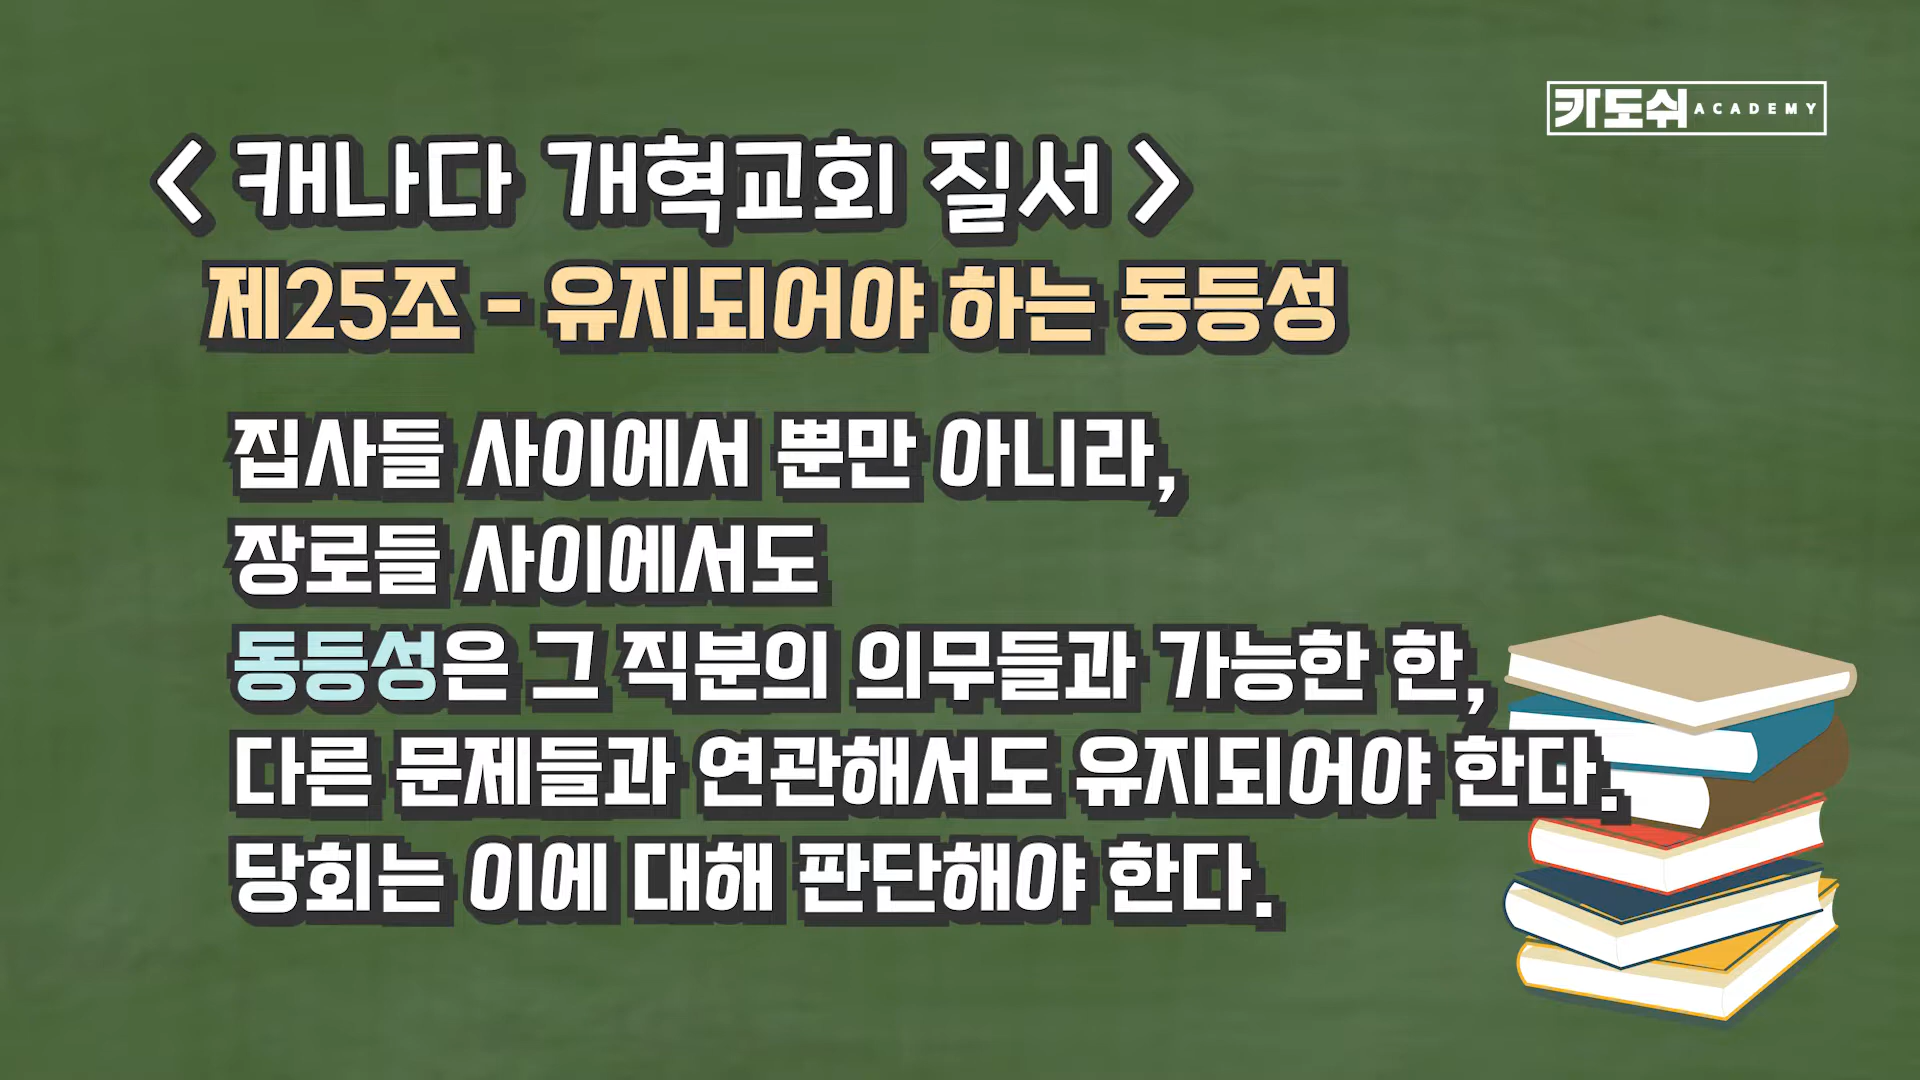 카도쉬 ACADEMY
< 캐나다 개혁교회 질서 >
제25조 - 유지되어야 하는 동등성
집사들 사이에서 뿐만 아니라,
장로들 사이에서도
동등성은 그 직분의 의무들과 가능한 한,
다른 문제들과 연관해서도 유지되어야 한다.
당회는 이에 대해 판단해야 한다.